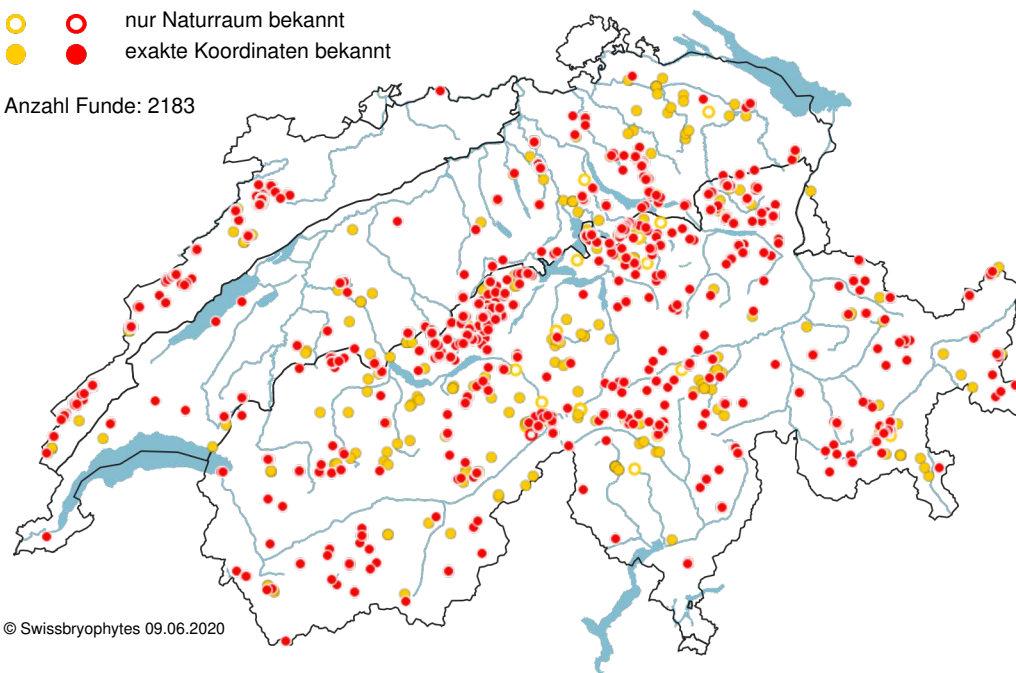 nur Naturraum bekannt
exakte Koordinaten bekannt
Anzahl Funde: 2183
© Swissbryophytes 09.06.2020